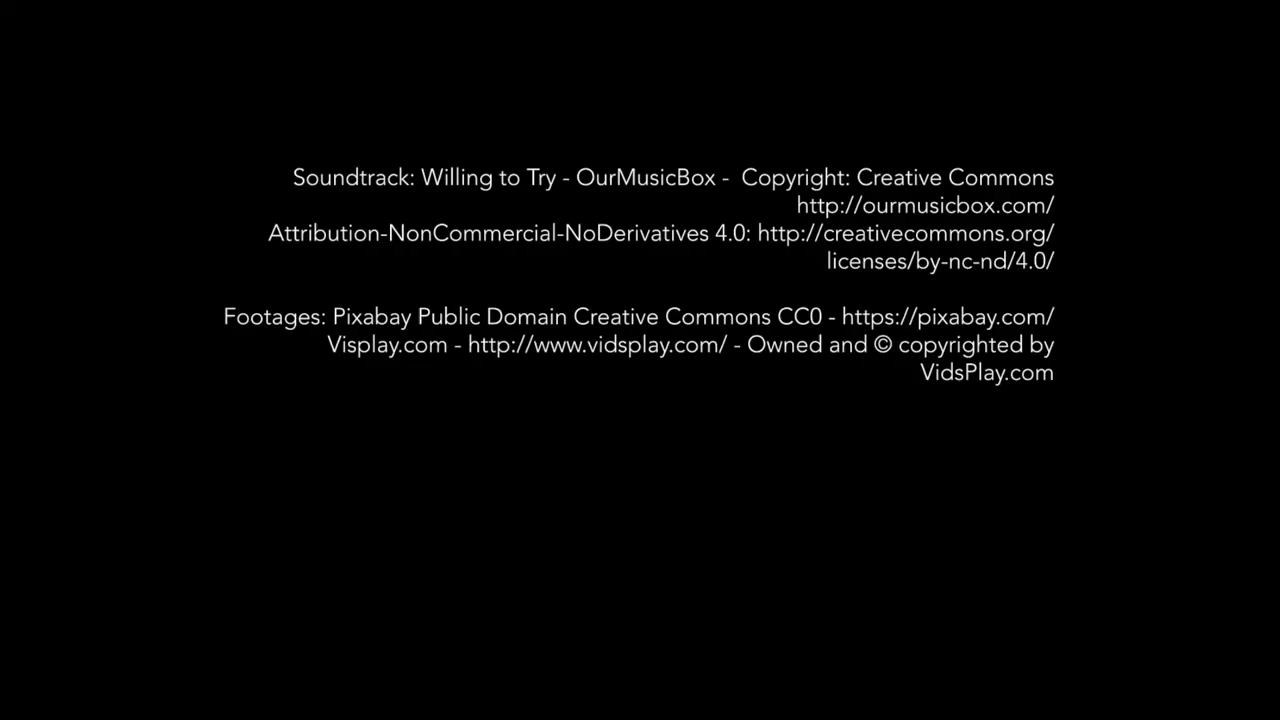 Soundtrack: Willing to Try - OurMusicBox -  Copyright: Creative Commons
http://ourmusicbox.com/
Attribution-NonCommercial-NoDerivatives 4.0: http://creativecommons.org/
licenses/by-nc-nd/4.0/
Footages: Pixabay Public Domain Creative Commons CC0 - https://pixabay.com/
Visplay.com - http://www.vidsplay.com/ - Owned and © copyrighted by
VidsPlay.com